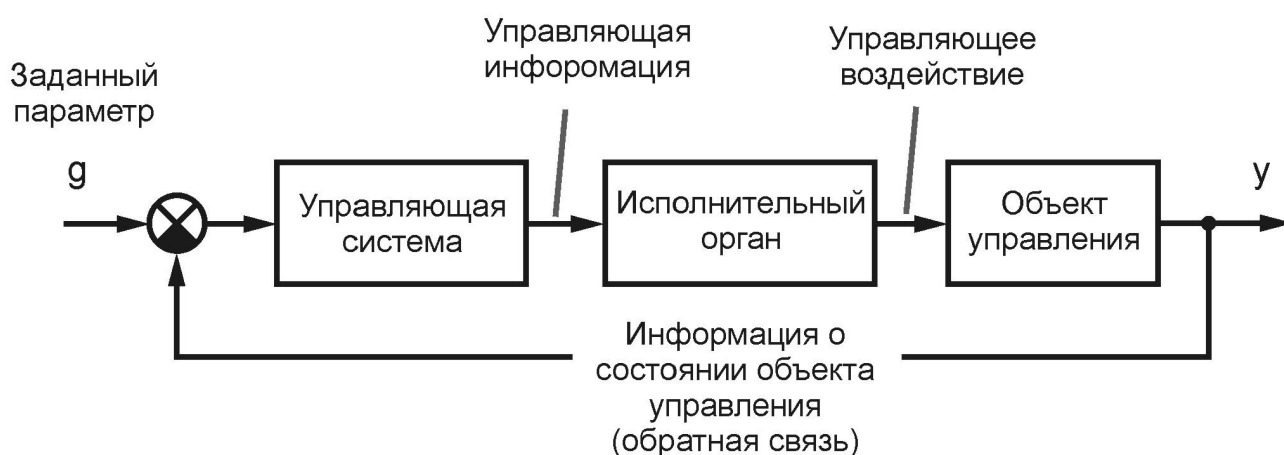 Управляющая
инфоромация
Управляющее
воздействие
Заданный
параметр
g
y
Управляющая
система
Исполнительный
орган
Объект
управления
Информация о
состоянии объекта
управления
(обратная связь)